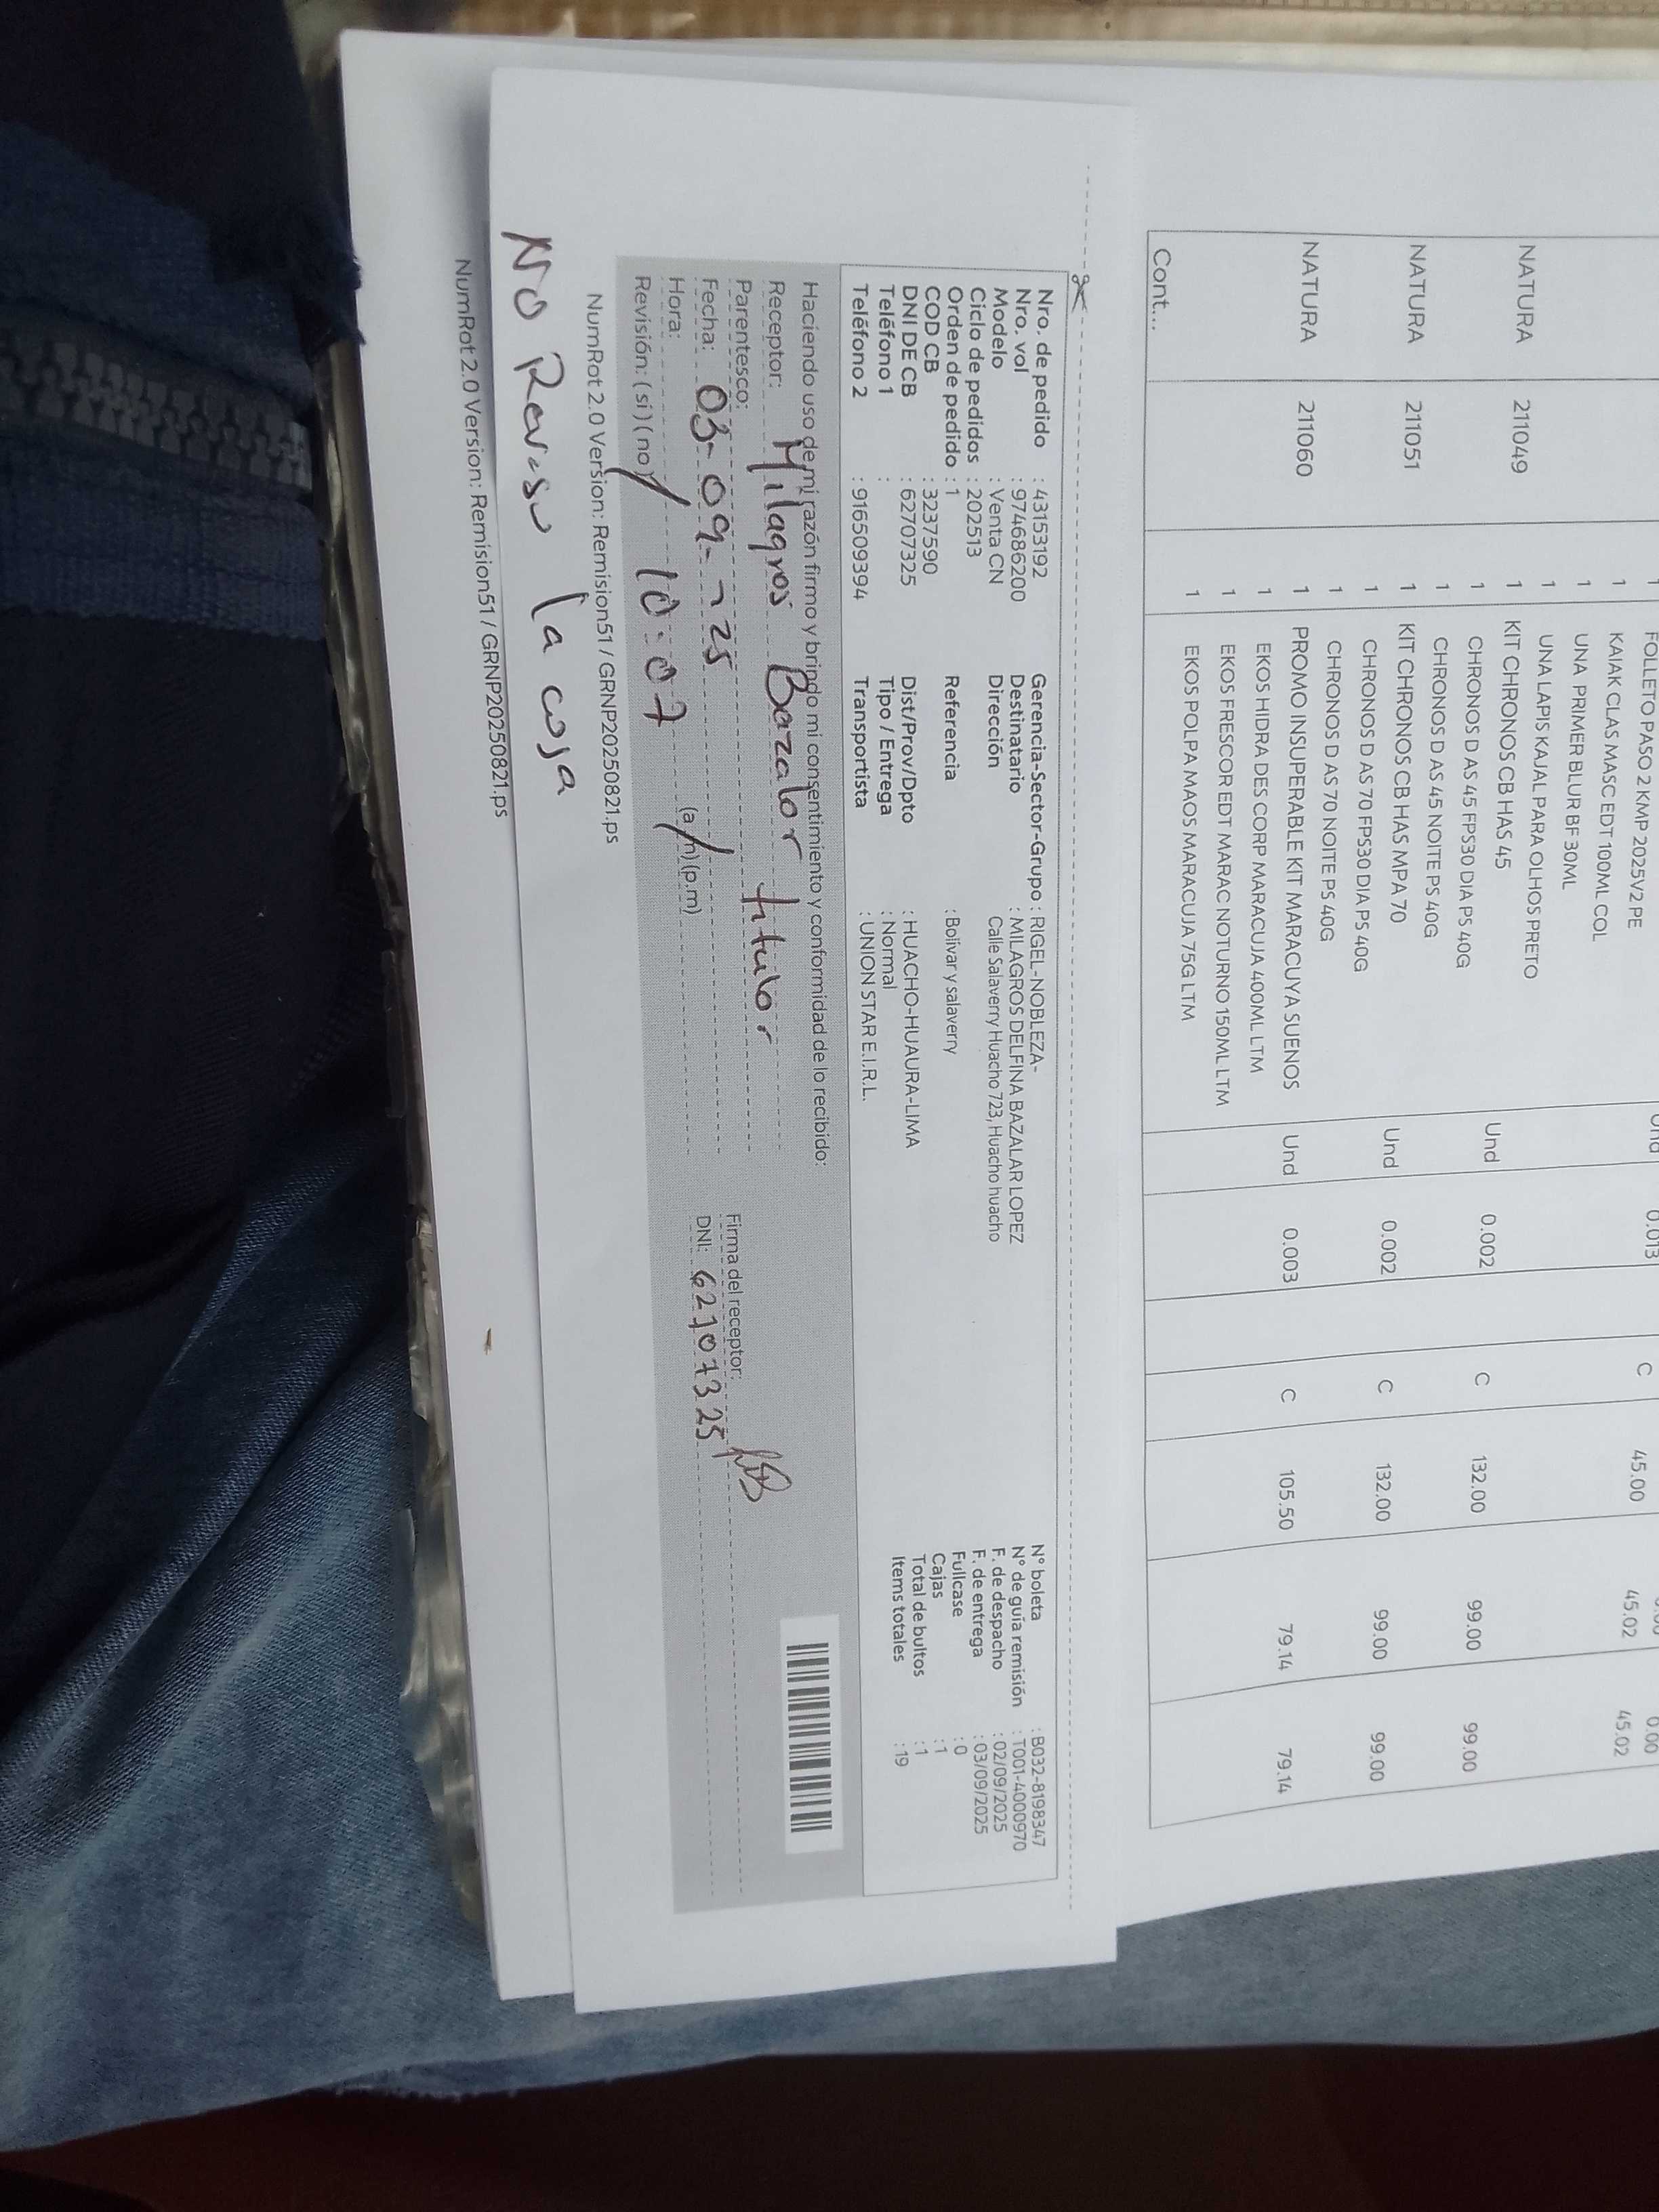 FOLLETO PASO 2 KMP 2025V2 PE
1 KAIAK CLAS MASC EDT 100ML COL Und 0.013 C 45.00 45.02 45.02
1 UNA PRIMER BLUR BF 30ML
1 UNA LAPIS KAJAL PARA OLHOS PRETO
NATURA 211049 1 KIT CHRONOS CB HAS 45 Und 0.002 C 132.00 99.00 99.00
1 CHRONOS D AS 45 FPS30 DIA PS 40G
1 CHRONOS D AS 45 NOITE PS 40G
NATURA 211051 1 KIT CHRONOS CB HAS MPA 70 Und 0.002 C 132.00 99.00 99.00
1 CHRONOS D AS 70 FPS30 DIA PS 40G
1 CHRONOS D AS 70 NOITE PS 40G
NATURA 211060 1 PROMO INSUPERABLE KIT MARACUYA SUENOS Und 0.003 C 105.50 79.14 79.14
1 EKOS HIDRA DES CORP MARACUJA 400ML LTM
1 EKOS FRESCOR EDT MARAC NOTURNO 150ML LTM
1 EKOS POLPA MAOS MARACUJA 75G LTM
Cont...
Nro. de pedido : 43153192 Gerencia-Sector-Grupo : RIGEL-NOBLEZA- N° boleta : B032-8198347
Nro. vol : 974686200 Destinatario : MILAGROS DELFINA BAZALAR LOPEZ N° de guía remisión : T001-4000970
Modelo : Venta CN Dirección Calle Salaverry Huacho 723, Huacho huacho F. de despacho : 02/09/2025
Ciclo de pedidos : 202513 F. de entrega : 03/09/2025
Orden de pedido : 1 Referencia : Bolivar y salaverry Fullcase : 0
COD CB : 3237590 Cajas : 1
DNI DE CB : 62707325 Dist/Prov/Dpto : HUACHO-HUAURA-LIMA Total de bultos : 1
Teléfono 1 : Tipo / Entrega : Normal Items totales : 19
Teléfono 2 : 916509394 Transportista : UNION STAR E.I.R.L.
Haciendo uso de mi razón firmo y brindo mi consentimiento y conformidad de lo recibido:
Receptor: Milagros Bazalar titular
Parentesco: Firma del receptor:
Fecha: 03-09-25 DNI: 62707325
Hora: 10:07 (a.m) (p.m)
Revisión: ( si ) ( no )
NumRot 2.0 Version: Remision51 / GRNP20250821.ps
No Reviso la caja
NumRot 2.0 Version: Remision51 / GRNP20250821.ps